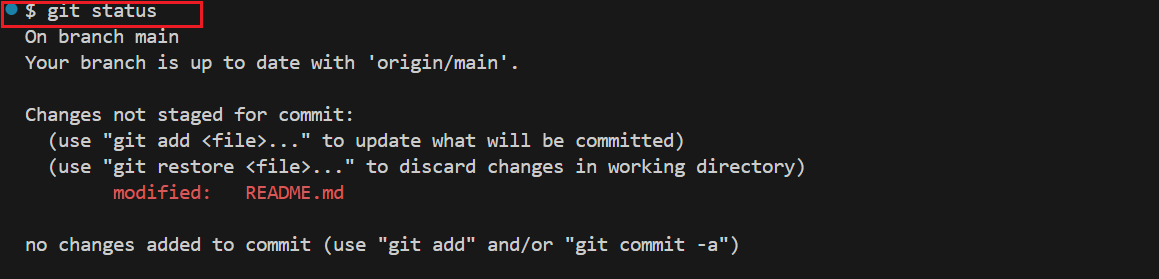 $ git status
On branch main
Your branch is up to date with 'origin/main'.
Changes not staged for commit:
(use "git add <file>..." to update what will be committed)
(use "git restore <file>..." to discard changes in working directory)
modified: README.md
no changes added to commit (use "git add" and/or "git commit -a")